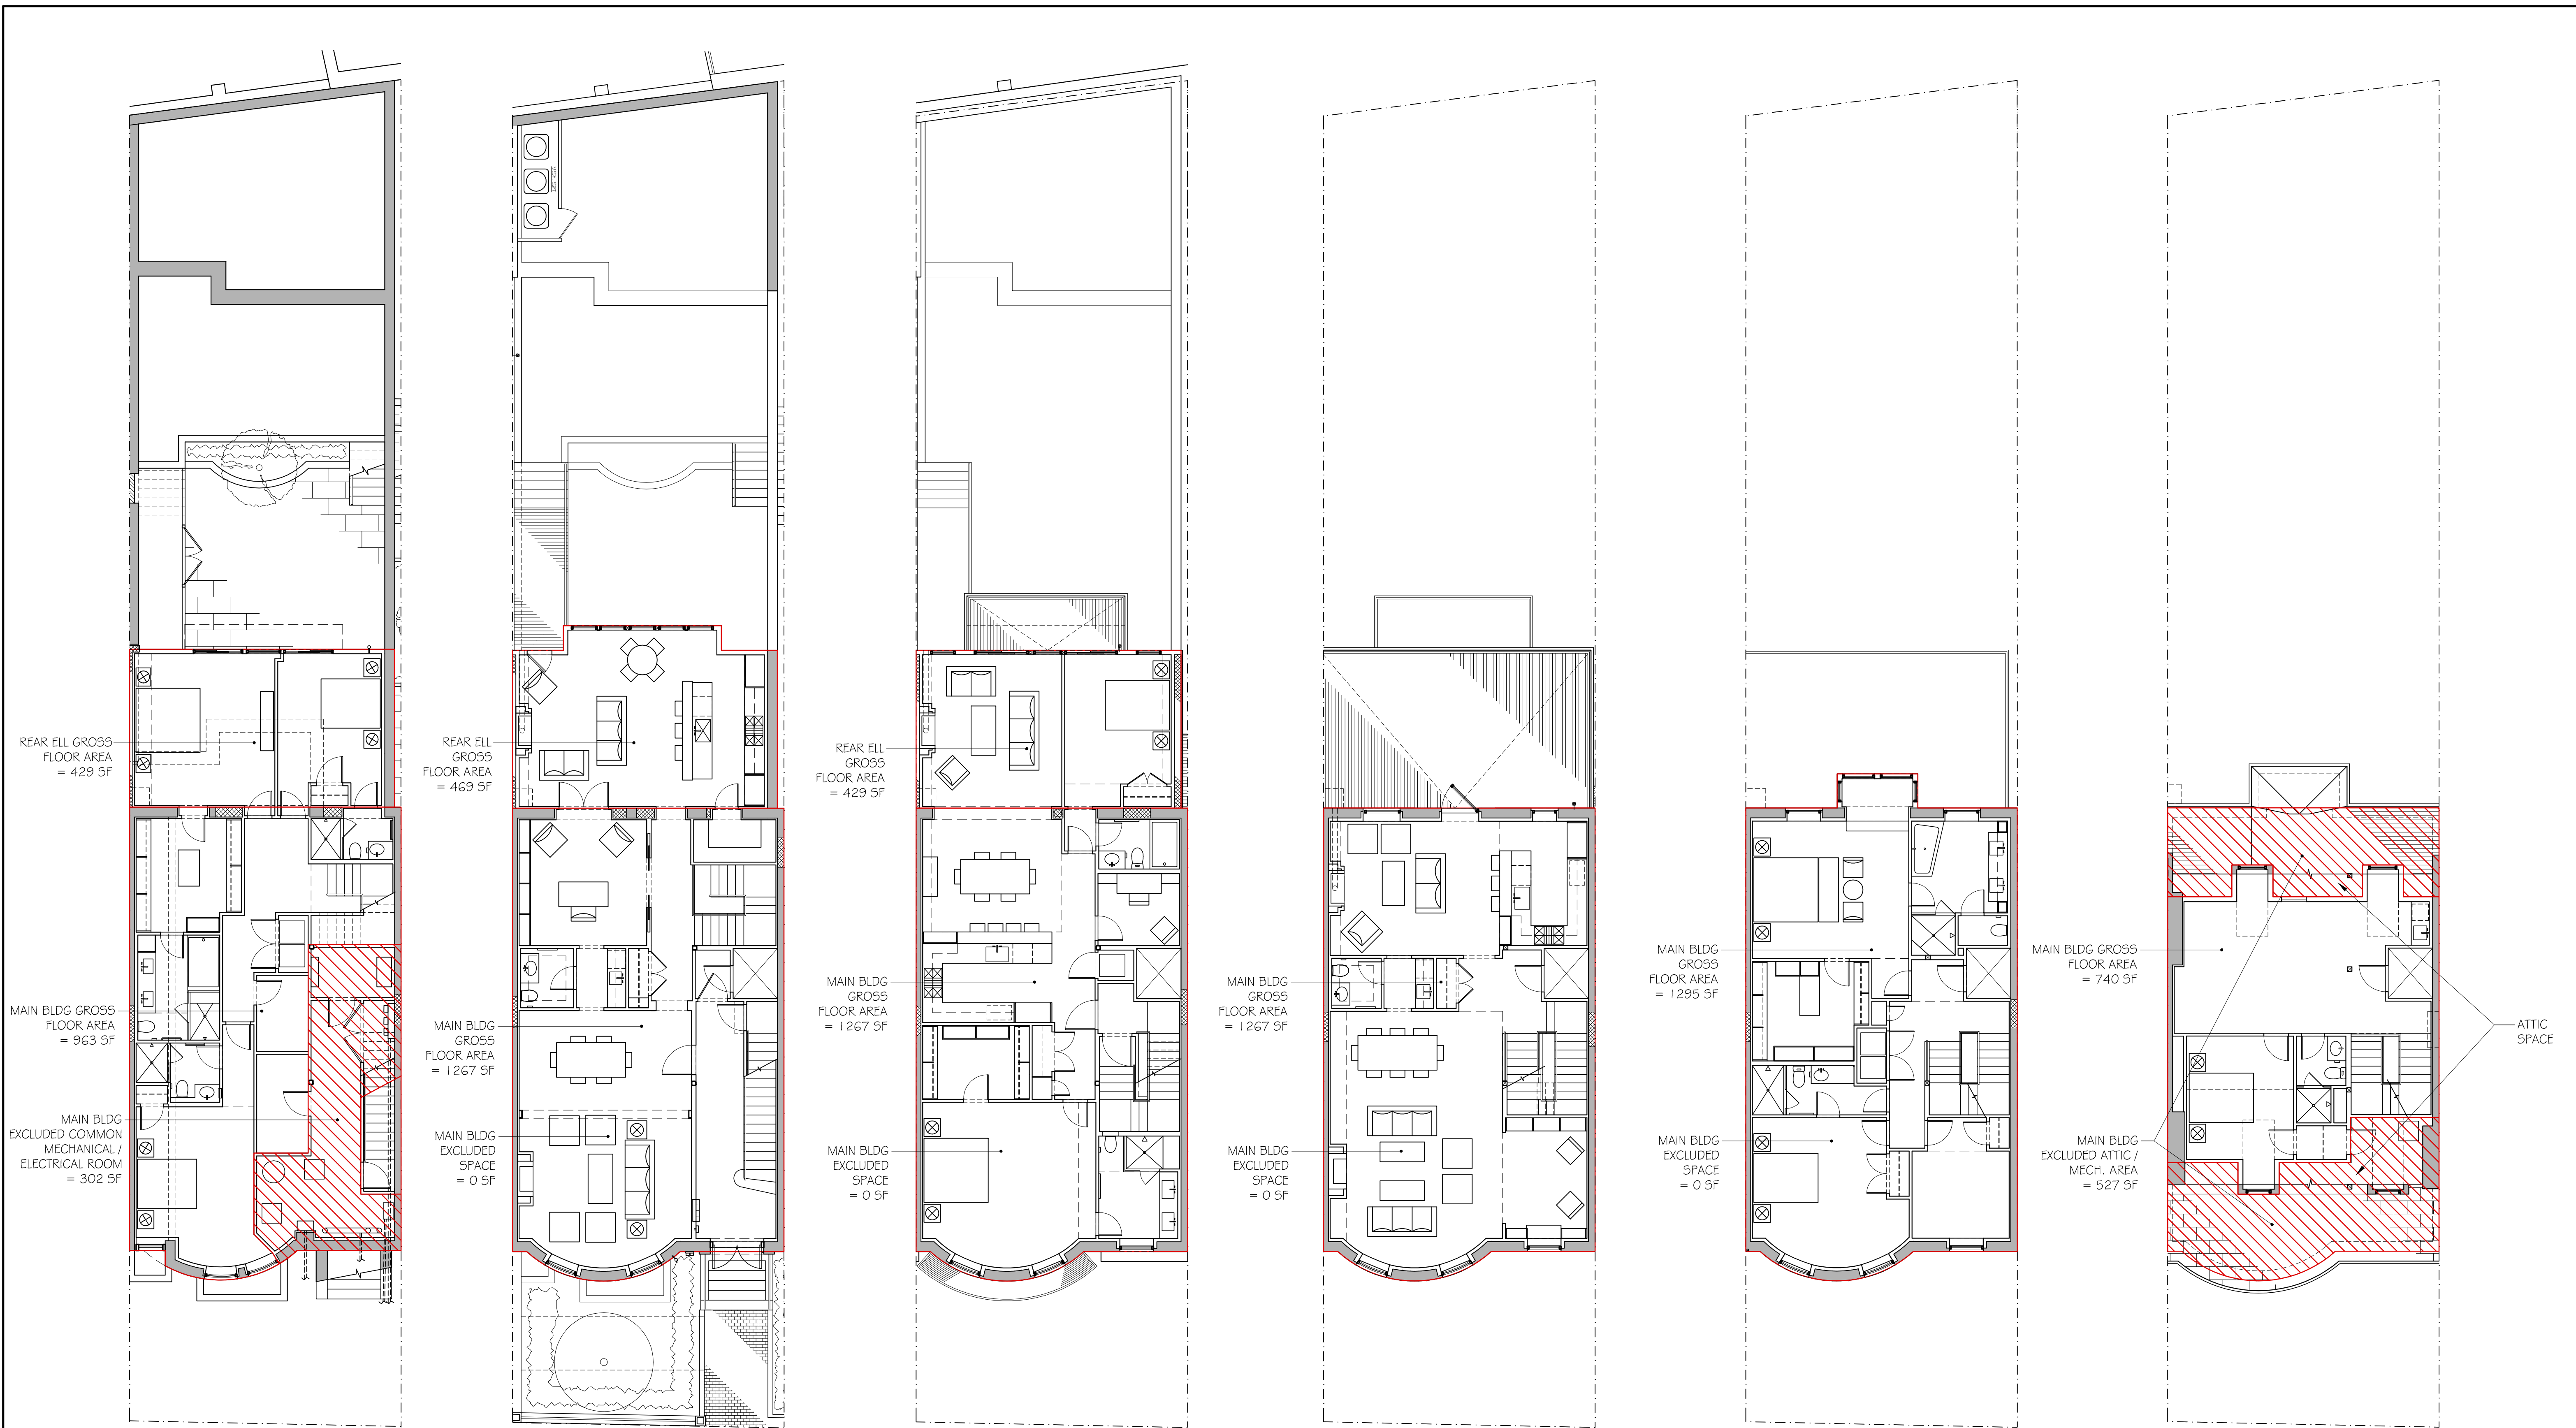 REAR ELL GROSS
FLOOR AREA
= 429 SF
MAIN BLDG GROSS
FLOOR AREA
= 963 SF
MAIN BLDG
EXCLUDED COMMON
MECHANICAL /
ELECTRICAL ROOM
= 302 SF
REAR ELL
GROSS
FLOOR AREA
= 469 SF
MAIN BLDG
GROSS
FLOOR AREA
= 1267 SF
MAIN BLDG
EXCLUDED
SPACE
= 0 SF
REAR ELL
GROSS
FLOOR AREA
= 429 SF
MAIN BLDG
GROSS
FLOOR AREA
= 1267 SF
MAIN BLDG
EXCLUDED
SPACE
= 0 SF
MAIN BLDG
GROSS
FLOOR AREA
= 1267 SF
MAIN BLDG
EXCLUDED
SPACE
= 0 SF
MAIN BLDG
GROSS
FLOOR AREA
= 1295 SF
MAIN BLDG
EXCLUDED
SPACE
= 0 SF
MAIN BLDG GROSS
FLOOR AREA
= 740 SF
MAIN BLDG
EXCLUDED ATTIC /
MECH. AREA
= 527 SF
ATTIC
SPACE